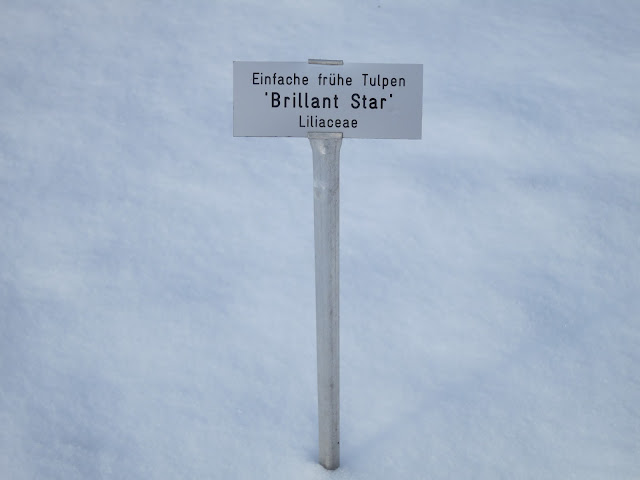 Einfache frühe Tulpen
'Brillant Star'
Liliaceae